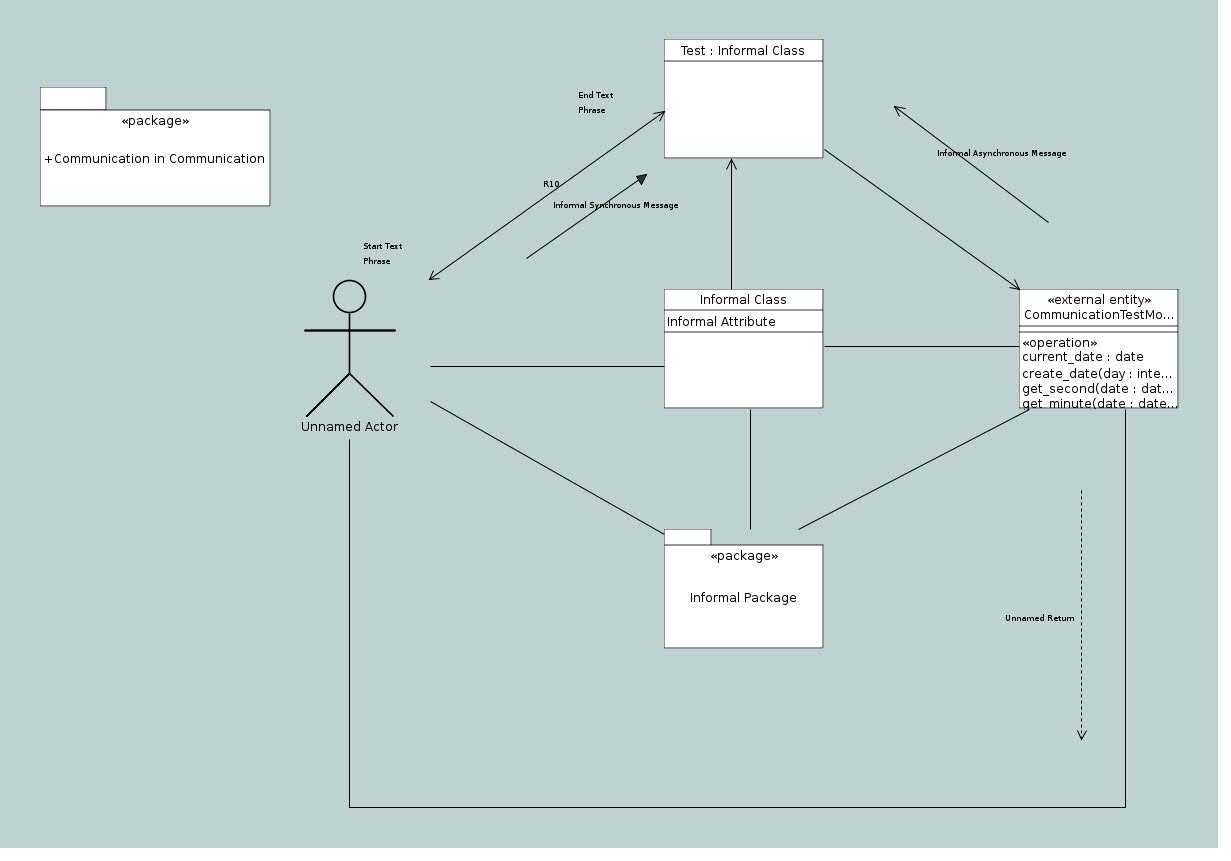 Test : Informal Class
End Text
Phrase
«package»
+Communication in Communication
Informal Asynchronous Message
R10
Informal Synchronous Message
Start Text
Phrase
Informal Class
Informal Attribute
«external entity»
CommunicationTestMo...
«operation»
current_date : date
create_date(day : inte...
get_second(date : dat...
get_minute(date : date...
Unnamed Actor
«package»
Informal Package
Unnamed Return